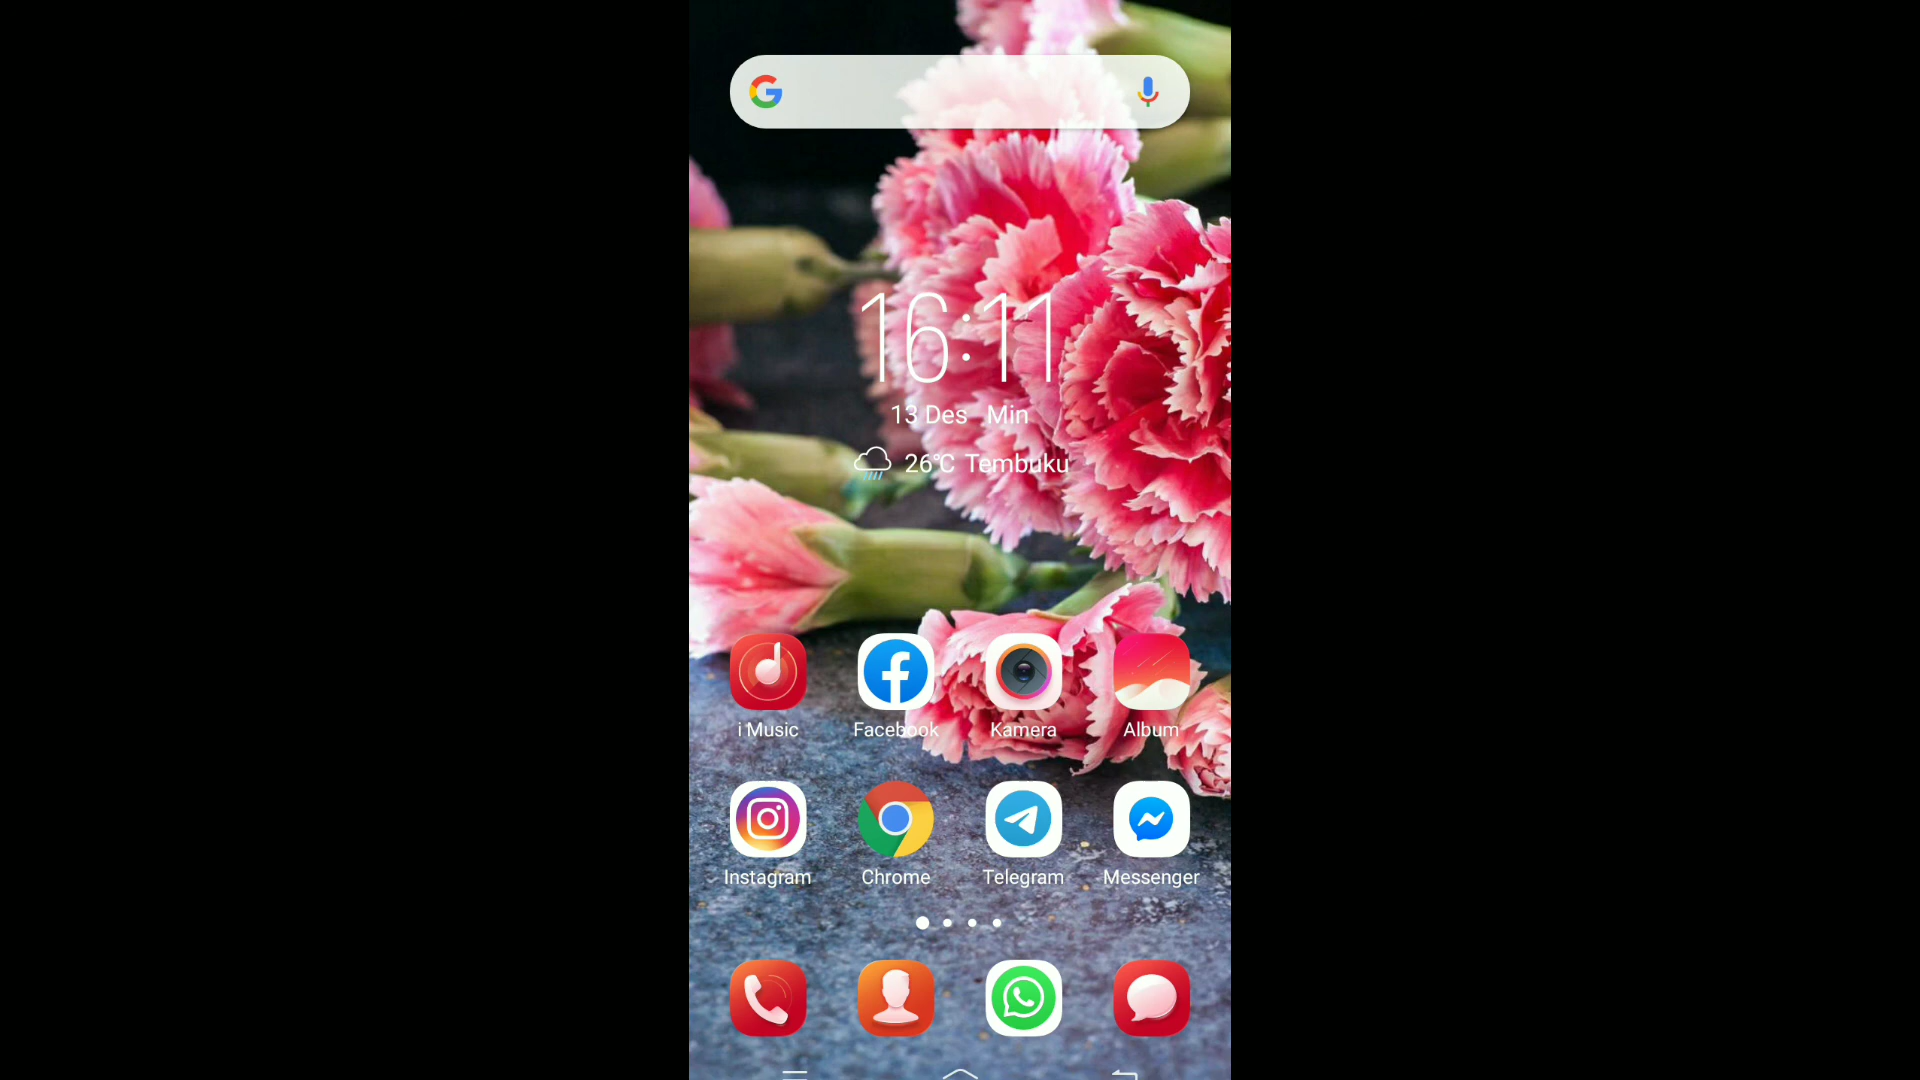 16:11
13 Des Min
26℃ Tembuku
i Music
Facebook
Kamera
Album
Instagram
Chrome
Telegram
Messenger